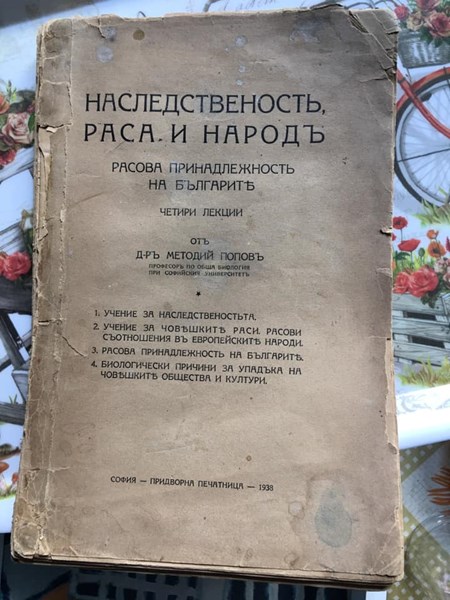 НАСЛЕДСТВЕНОСТЬ,
РАСА И НАРОДЪ
РАСОВА ПРИНАДЛЕЖНОСТЬ
НА БЪЛГАРИТѢ
ЧЕТИРИ ЛЕКЦИИ
ОТЪ
Д-РЪ МЕТОДИЙ ПОПОВЪ
ПРОФЕСОРЪ ПО ОБЩА БИОЛОГИЯ
ПРИ СОФИЙСКИЯ УНИВЕРСИТЕТЪ
*
1. УЧЕНИЕ ЗА НАСЛЕДСТВЕНОСТЬТА.
2. УЧЕНИЕ ЗА ЧОВѢШКИТѢ РАСИ. РАСОВИ
СЪОТНОШЕНИЯ ВЪ ЕВРОПЕЙСКИТѢ НАРОДИ.
3. РАСОВА ПРИНАДЛЕЖНОСТЬ НА БЪЛГАРИТѢ.
4. БИОЛОГИЧЕСКИ ПРИЧИНИ ЗА УПАДЪКА НА
ЧОВѢШКИТѢ ОБЩЕСТВА И КУЛТУРИ.
СОФИЯ — ПРИДВОРНА ПЕЧАТНИЦА — 1938